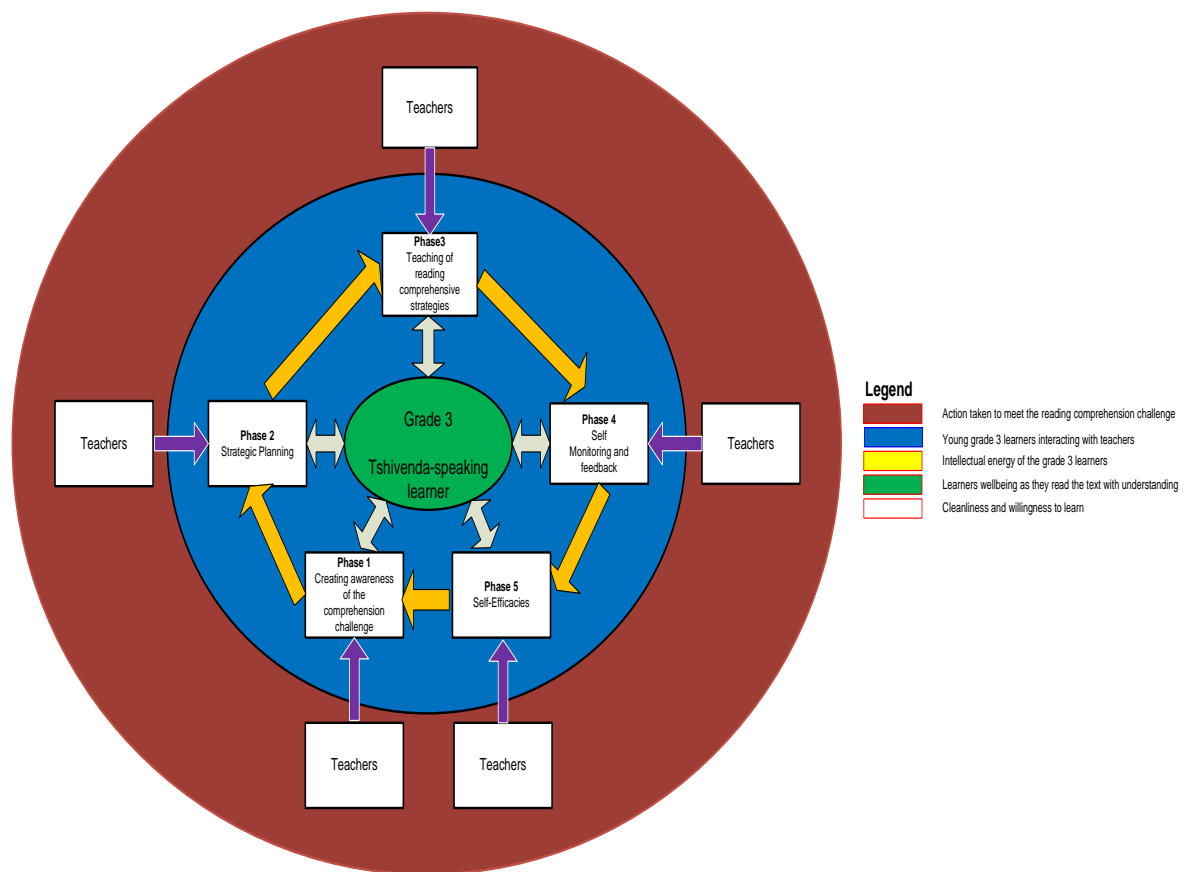 Teachers
Phase3
Teaching of
reading
comprehensive
strategies
Teachers
Phase 2
Strategic Planning
Grade 3
Tshivenda-speaking
learner
Phase 4
Self
Monitoring and
feedback
Teachers
Phase 1
Creating awareness
of the
comprehension
challenge
Phase 5
Self-Efficacies
Teachers
Teachers
Legend
Action taken to meet the reading comprehension challenge
Young grade 3 learners interacting with teachers
Intellectual energy of the grade 3 learners
Learners wellbeing as they read the text with understanding
Cleanliness and willingness to learn